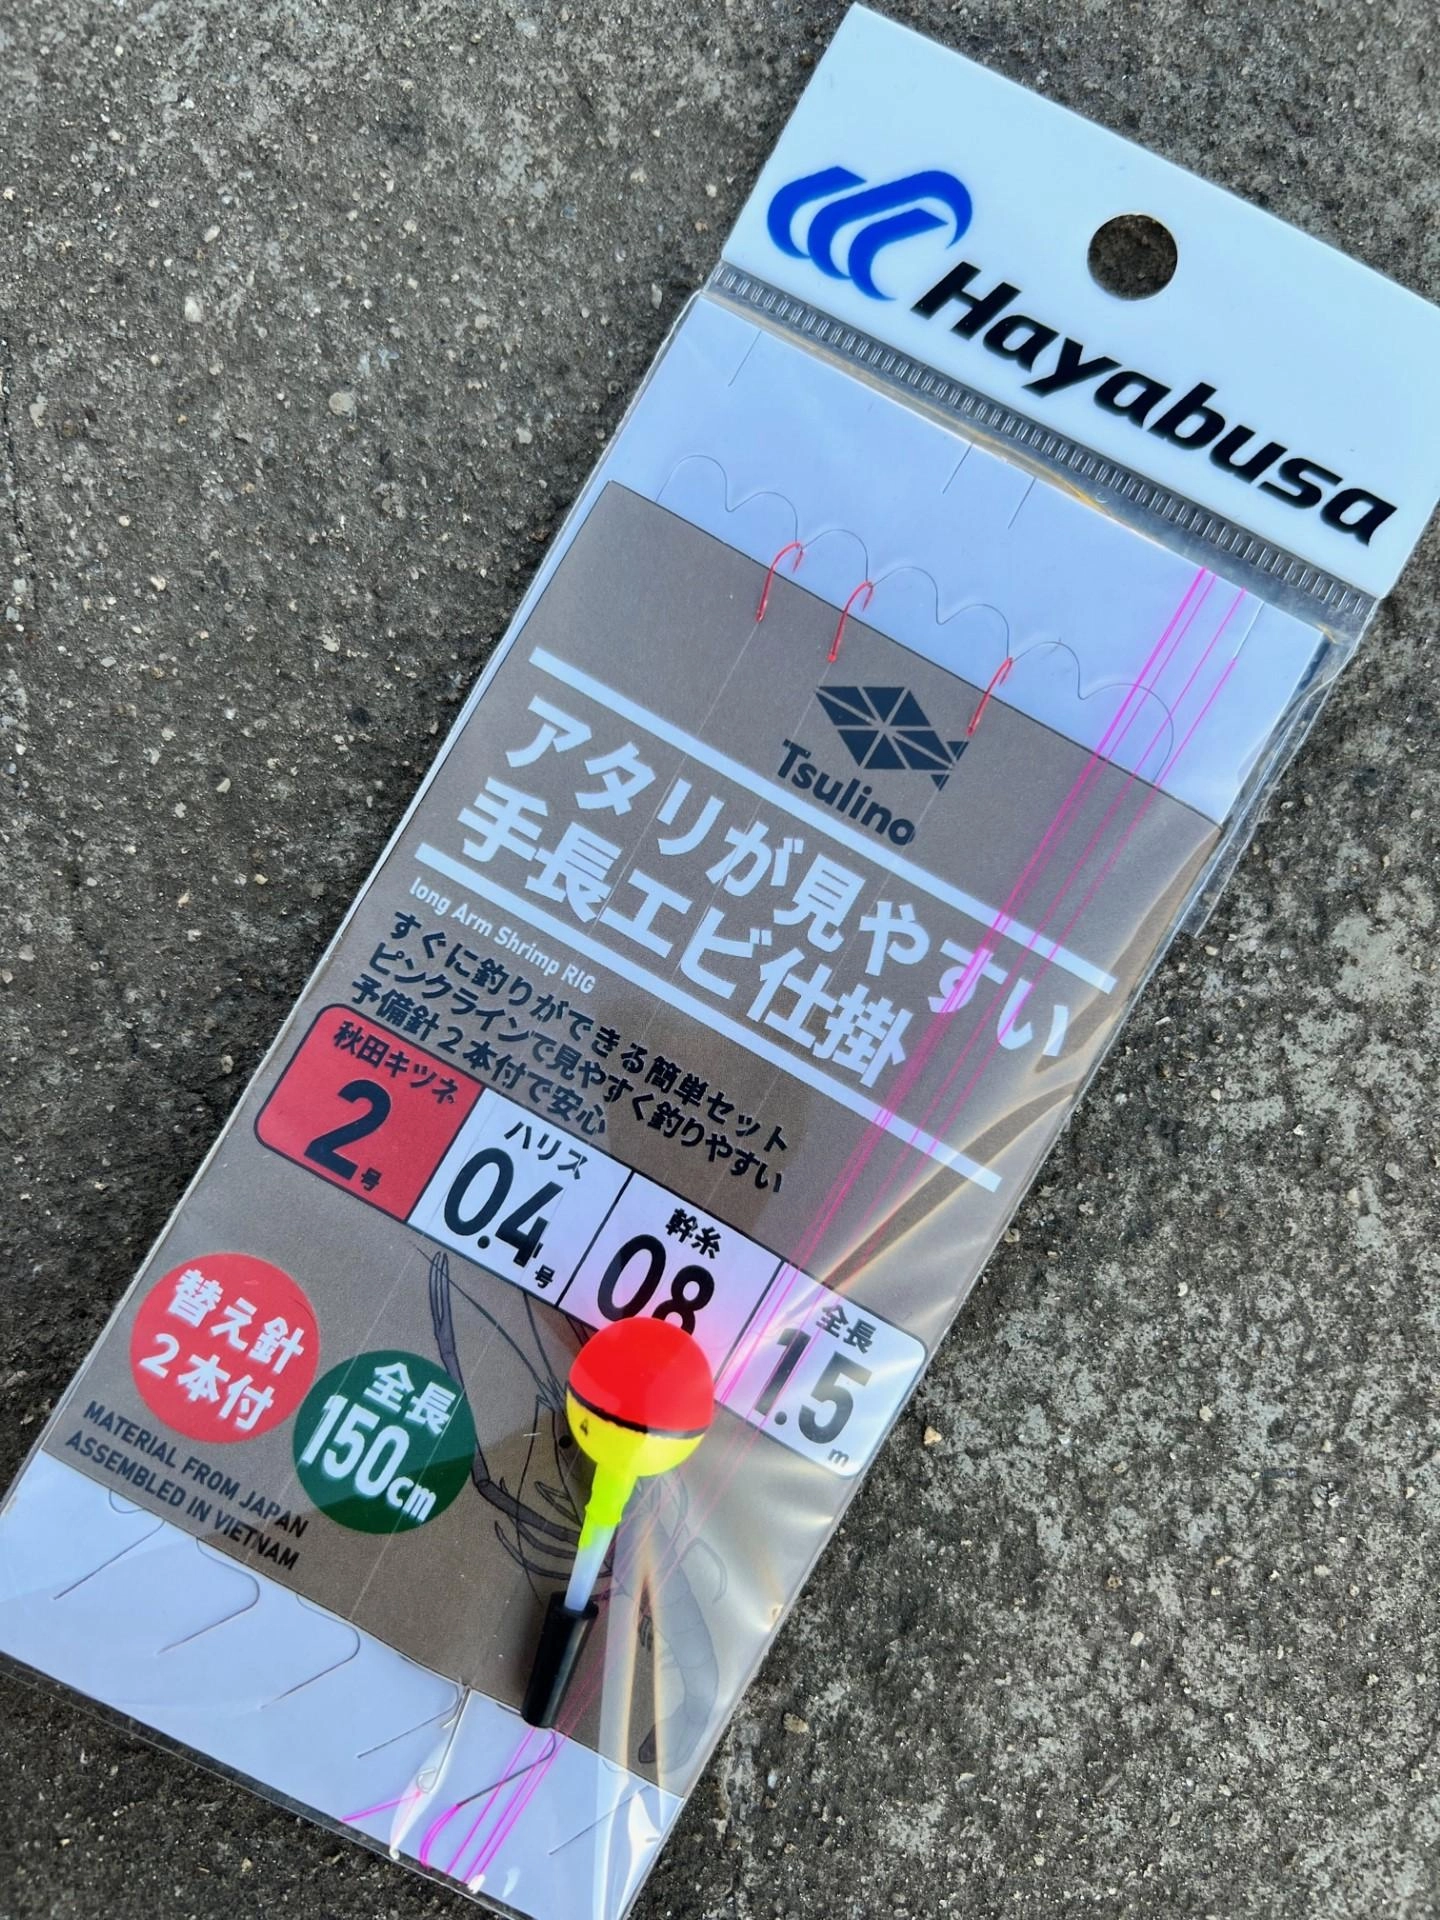 Hayabusa
Tsulino
アタリが見やすい
手長エビ仕掛
long Arm Shrimp RIG
すぐに釣りができる簡単セット
ピンクラインで見やすく釣りやすい
予備針2本付で安心
秋田キツネ
2号
ハリス
0.4号
幹糸
08
全長
1.5m
替え針
2本付
全長
150cm
MATERIAL FROM JAPAN
ASSEMBLED IN VIETNAM